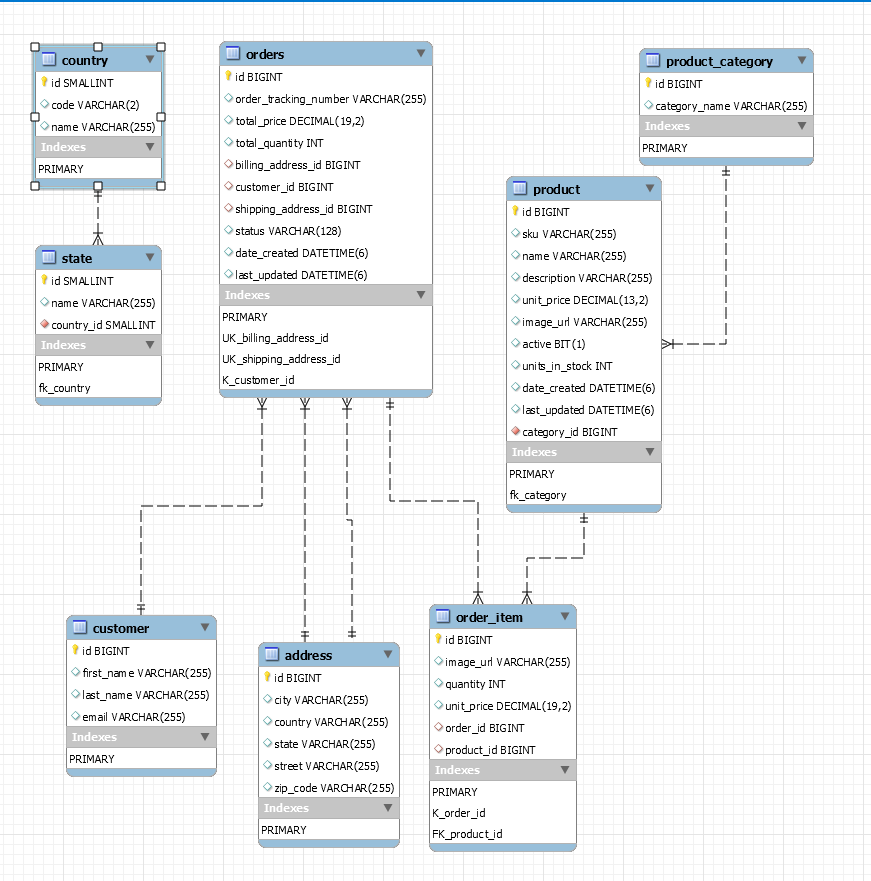 country
id SMALLINT
code VARCHAR(2)
name VARCHAR(255)
Indexes
PRIMARY
state
id SMALLINT
name VARCHAR(255)
country_id SMALLINT
Indexes
PRIMARY
fk_country
orders
id BIGINT
order_tracking_number VARCHAR(255)
total_price DECIMAL(19,2)
total_quantity INT
billing_address_id BIGINT
customer_id BIGINT
shipping_address_id BIGINT
status VARCHAR(128)
date_created DATETIME(6)
last_updated DATETIME(6)
Indexes
PRIMARY
UK_billing_address_id
UK_shipping_address_id
K_customer_id
product_category
id BIGINT
category_name VARCHAR(255)
Indexes
PRIMARY
product
id BIGINT
sku VARCHAR(255)
name VARCHAR(255)
description VARCHAR(255)
unit_price DECIMAL(13,2)
image_url VARCHAR(255)
active BIT(1)
units_in_stock INT
date_created DATETIME(6)
last_updated DATETIME(6)
category_id BIGINT
Indexes
PRIMARY
fk_category
customer
id BIGINT
first_name VARCHAR(255)
last_name VARCHAR(255)
email VARCHAR(255)
Indexes
PRIMARY
address
id BIGINT
city VARCHAR(255)
country VARCHAR(255)
state VARCHAR(255)
street VARCHAR(255)
zip_code VARCHAR(255)
Indexes
PRIMARY
order_item
id BIGINT
image_url VARCHAR(255)
quantity INT
unit_price DECIMAL(19,2)
order_id BIGINT
product_id BIGINT
Indexes
PRIMARY
K_order_id
FK_product_id